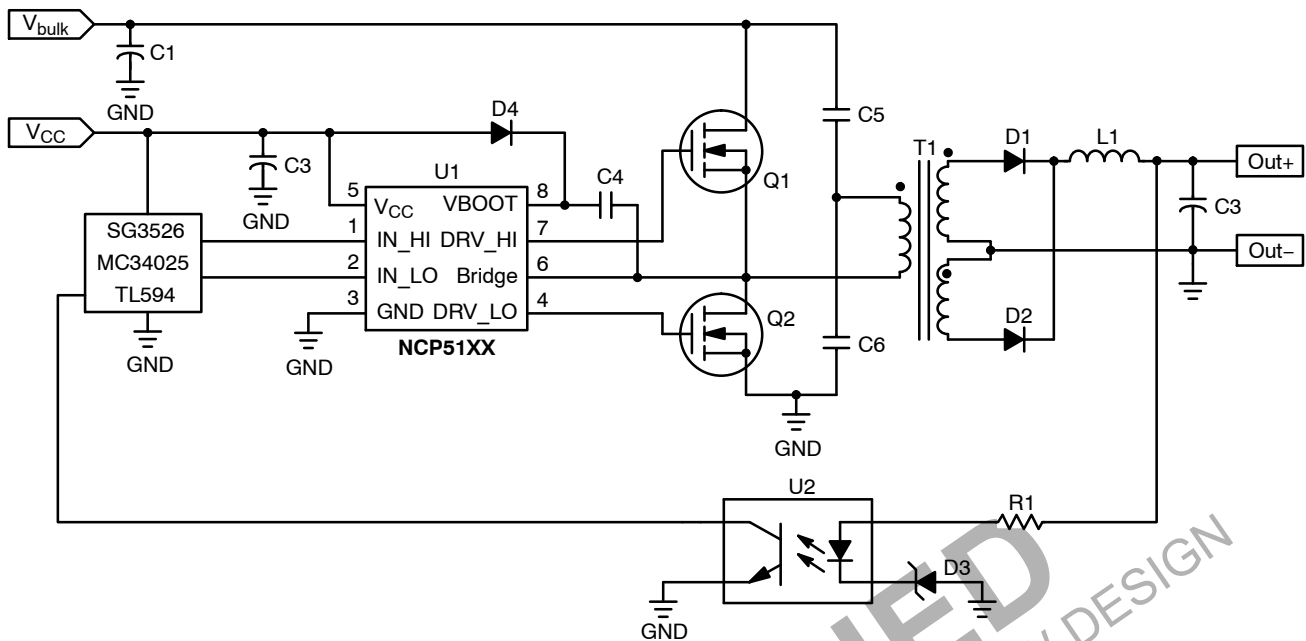 Vbulk
C1
GND
VCC
D4
C3
GND
U1
C4
5
VCC
VBOOT
8
SG3526
MC34025
TL594
1
IN_HI
DRV_HI
7
2
IN_LO
Bridge
6
3
GND
DRV_LO
4
GND
GND
NCP51XX
Q1
Q2
C5
C6
GND
T1
D1
L1
D2
Out+
C3
Out−
U2
R1
D3
GND
DESIGN